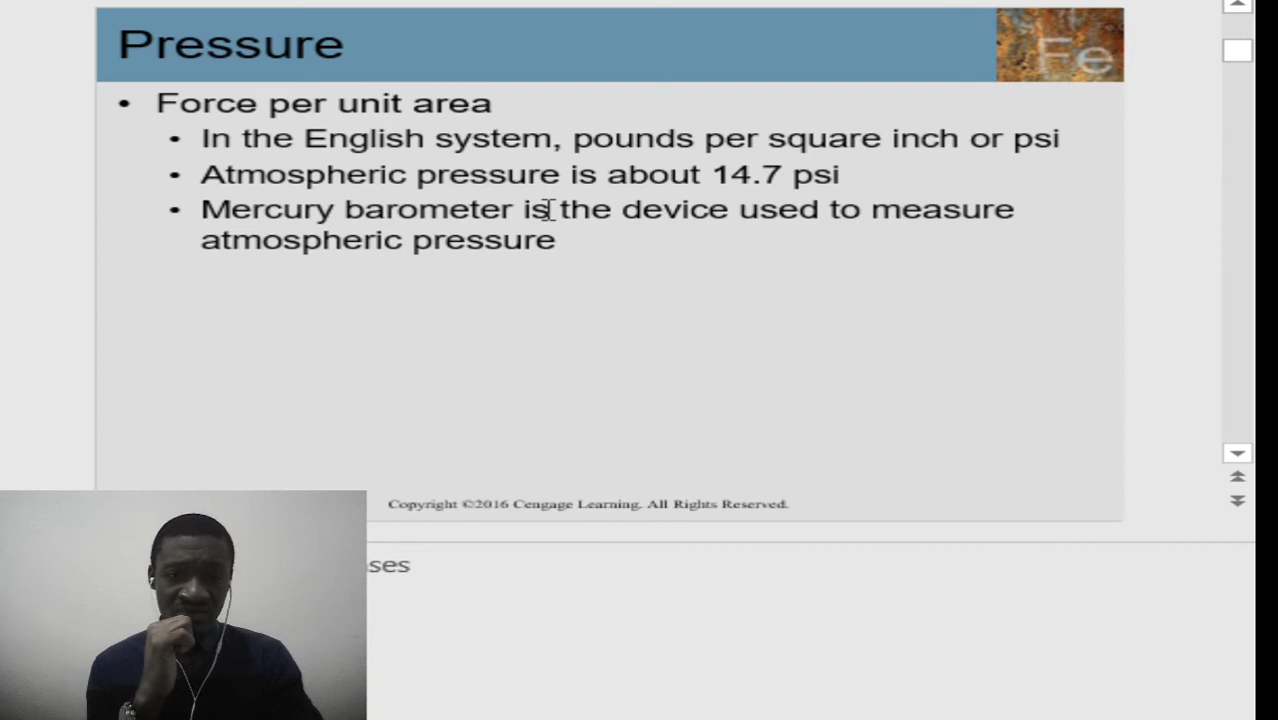 Pressure
Fe
• Force per unit area
• In the English system, pounds per square inch or psi
• Atmospheric pressure is about 14.7 psi
• Mercury barometer is the device used to measure
atmospheric pressure
Copyright ©2016 Cengage Learning. All Rights Reserved.